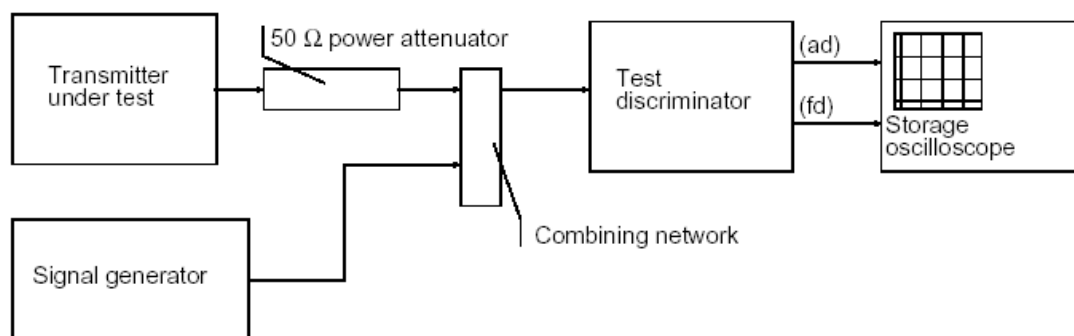 50 Ω power attenuator
Transmitter
under test
Test
discriminator
(ad)
(fd)
Storage
oscilloscope
Combining network
Signal generator